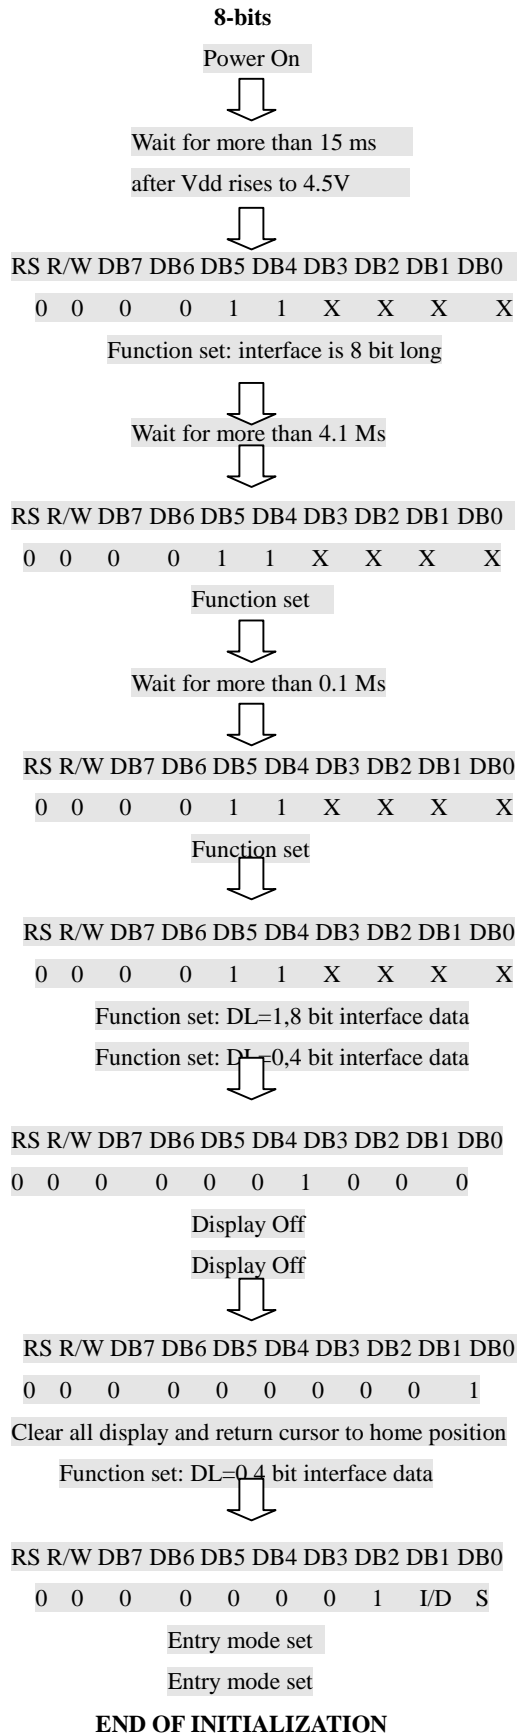 8-bits
Power On
Wait for more than 15 ms
after Vdd rises to 4.5V
RS R/W DB7 DB6 DB5 DB4 DB3 DB2 DB1 DB0
0 0 0 0 1 1 X X X X
Function set: interface is 8 bit long
Wait for more than 4.1 Ms
RS R/W DB7 DB6 DB5 DB4 DB3 DB2 DB1 DB0
0 0 0 0 1 1 X X X X
Function set
Wait for more than 0.1 Ms
RS R/W DB7 DB6 DB5 DB4 DB3 DB2 DB1 DB0
0 0 0 0 1 1 X X X X
Function set
RS R/W DB7 DB6 DB5 DB4 DB3 DB2 DB1 DB0
0 0 0 0 1 1 X X X X
Function set: DL=1,8 bit interface data
Function set: DL=0,4 bit interface data
RS R/W DB7 DB6 DB5 DB4 DB3 DB2 DB1 DB0
0 0 0 0 0 0 1 0 0 0
Display Off
Display Off
RS R/W DB7 DB6 DB5 DB4 DB3 DB2 DB1 DB0
0 0 0 0 0 0 0 0 0 1
Clear all display and return cursor to home position
Function set: DL=0,4 bit interface data
RS R/W DB7 DB6 DB5 DB4 DB3 DB2 DB1 DB0
0 0 0 0 0 0 0 1 I/D S
Entry mode set
Entry mode set
END OF INITIALIZATION